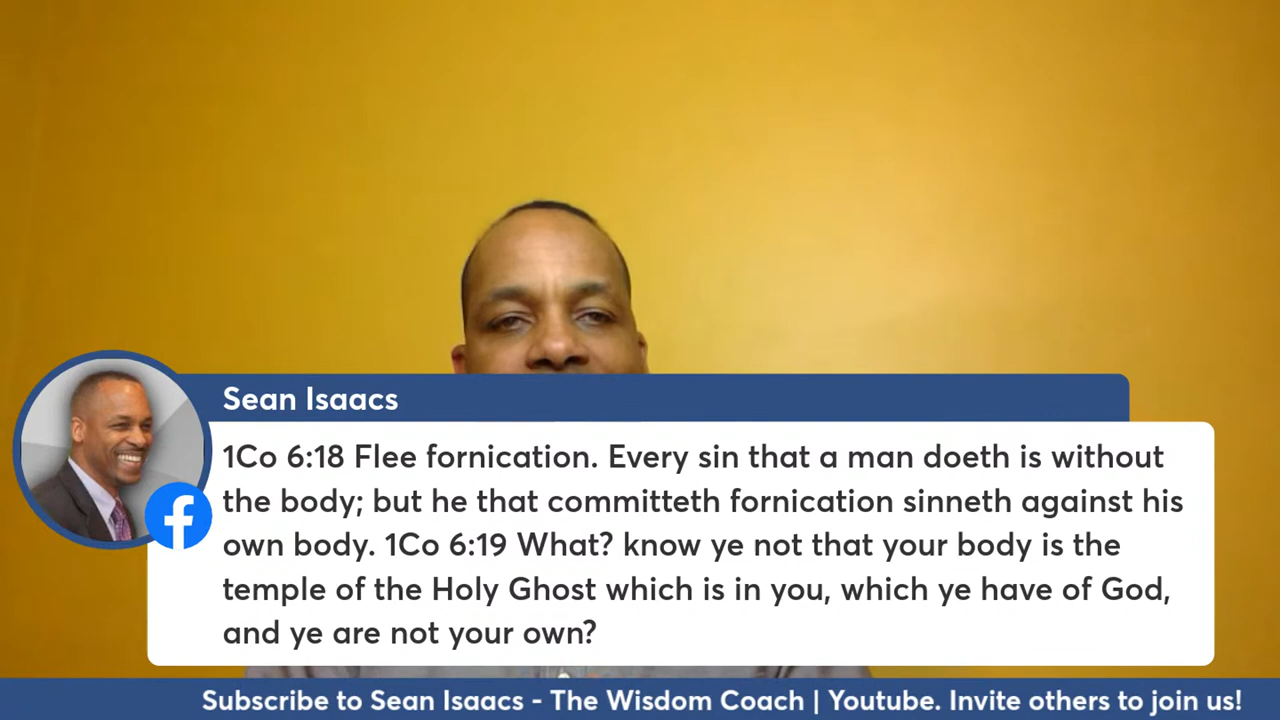 Sean Isaacs
1Co 6:18 Flee fornication. Every sin that a man doeth is without
the body; but he that committeth fornication sinneth against his
own body. 1Co 6:19 What? know ye not that your body is the
temple of the Holy Ghost which is in you, which ye have of God,
and ye are not your own?
Subscribe to Sean Isaacs - The Wisdom Coach | Youtube. Invite others to join us!